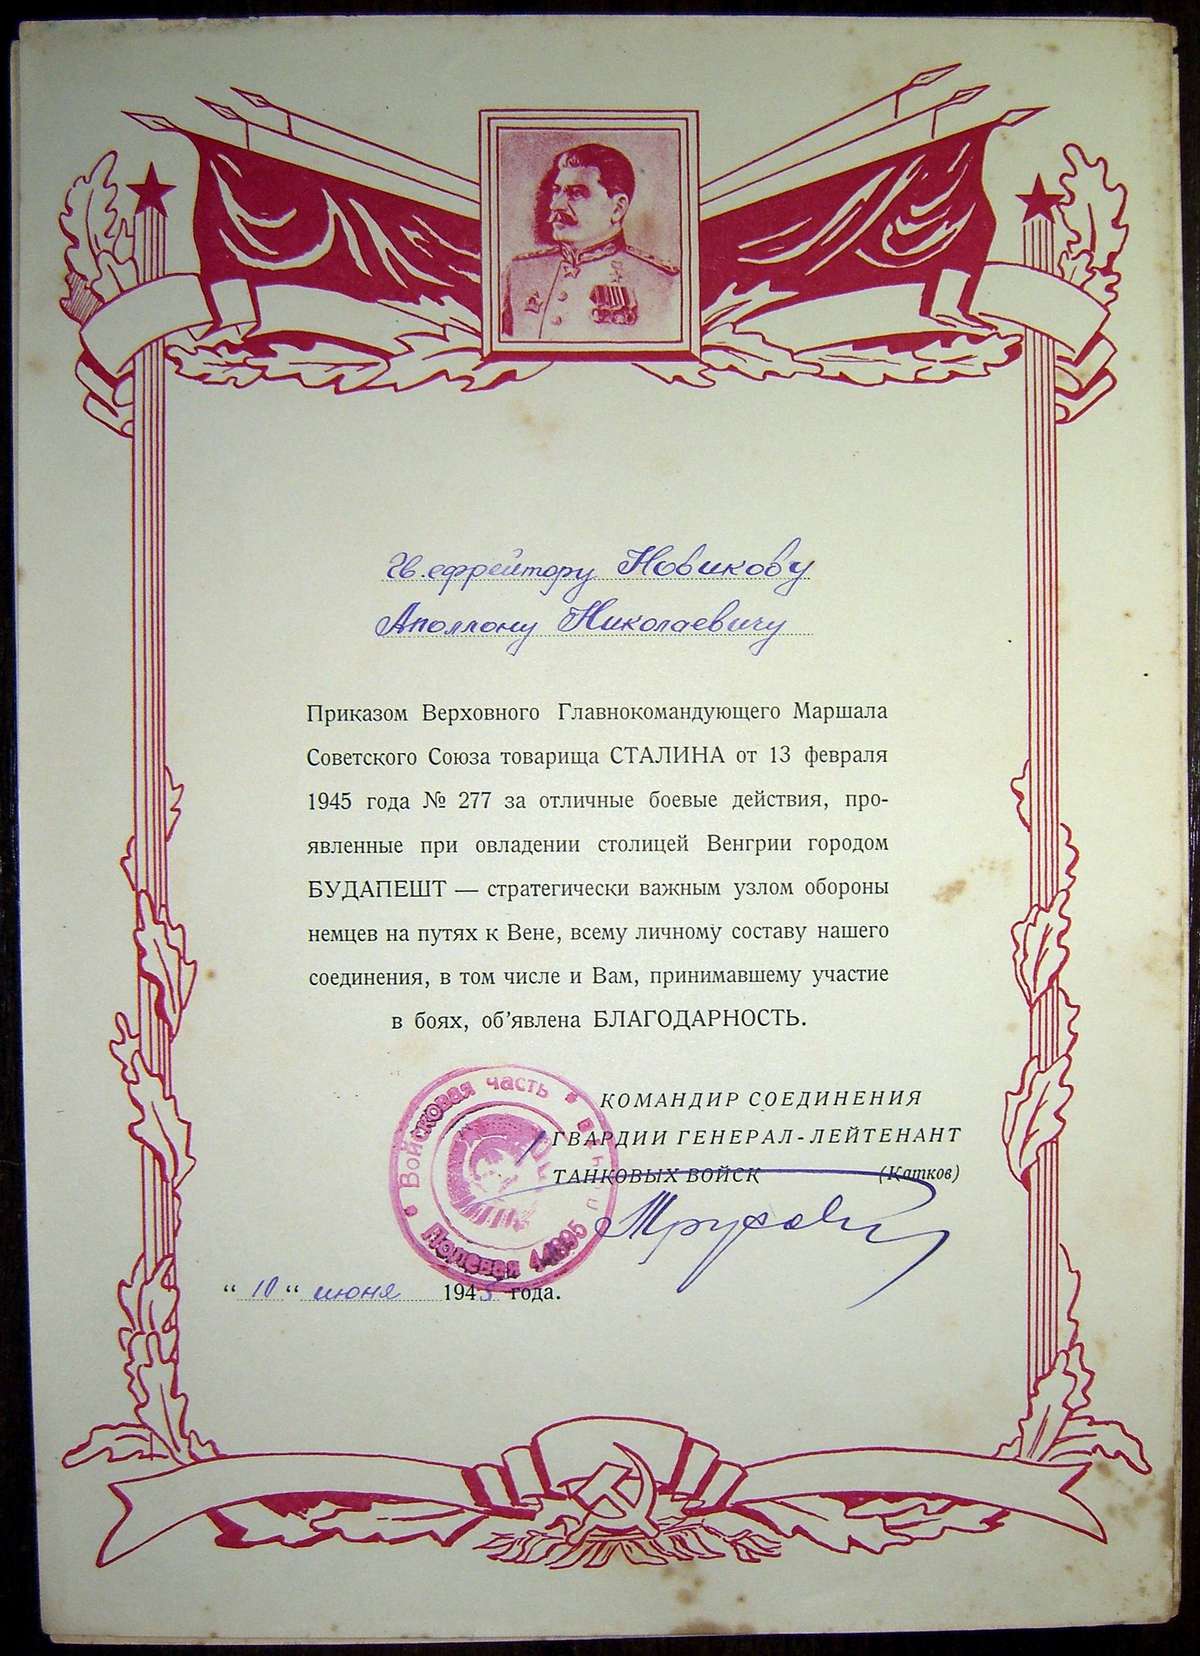 Гв. ефрейтору Новикову
Аполлону Николаевичу
Приказом Верховного Главнокомандующего Маршала
Советского Союза товарища СТАЛИНА от 13 февраля
1945 года № 277 за отличные боевые действия, про-
явленные при овладении столицей Венгрии городом
БУДАПЕШТ — стратегически важным узлом обороны
немцев на путях к Вене, всему личному составу нашего
соединения, в том числе и Вам, принимавшему участие
в боях, об'явлена БЛАГОДАРНОСТЬ.
КОМАНДИР СОЕДИНЕНИЯ
ГВАРДИИ ГЕНЕРАЛ-ЛЕЙТЕНАНТ
ТАНКОВЫХ ВОЙСК (Катков)
Войсковая часть
Полевая
"10" июня 1945 года.